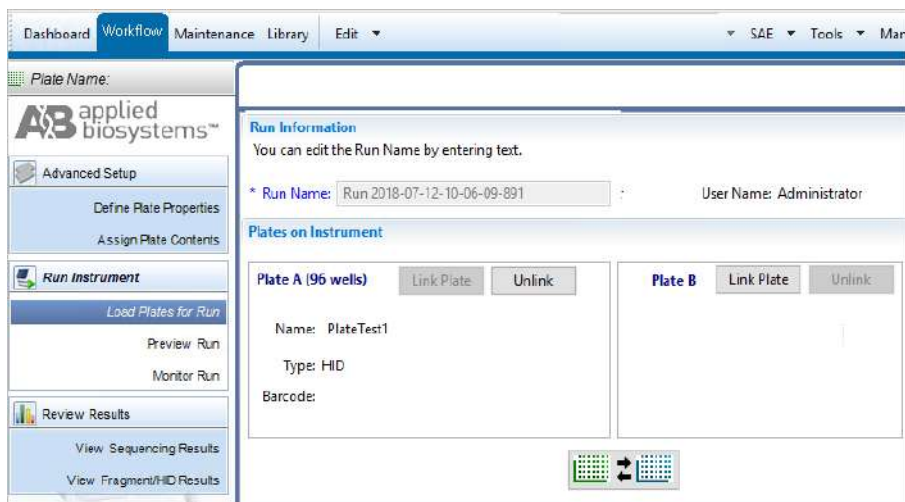 Dashboard Workflow Maintenance Library Edit SAE Tools
Plate Name:
AB applied biosystems™
Advanced Setup
Define Plate Properties
Assign Plate Contents
Run Instrument
Load Plates for Run
Preview Run
Monitor Run
Review Results
View Sequencing Results
View Fragment/HID Results
Run Information
You can edit the Run Name by entering text.
* Run Name: Run 2018-07-12-10-06-09-891 : User Name: Administrator
Plates on Instrument
Plate A (96 wells) Link Plate Unlink
Name: PlateTest1
Type: HID
Barcode:
Plate B Link Plate Unlink